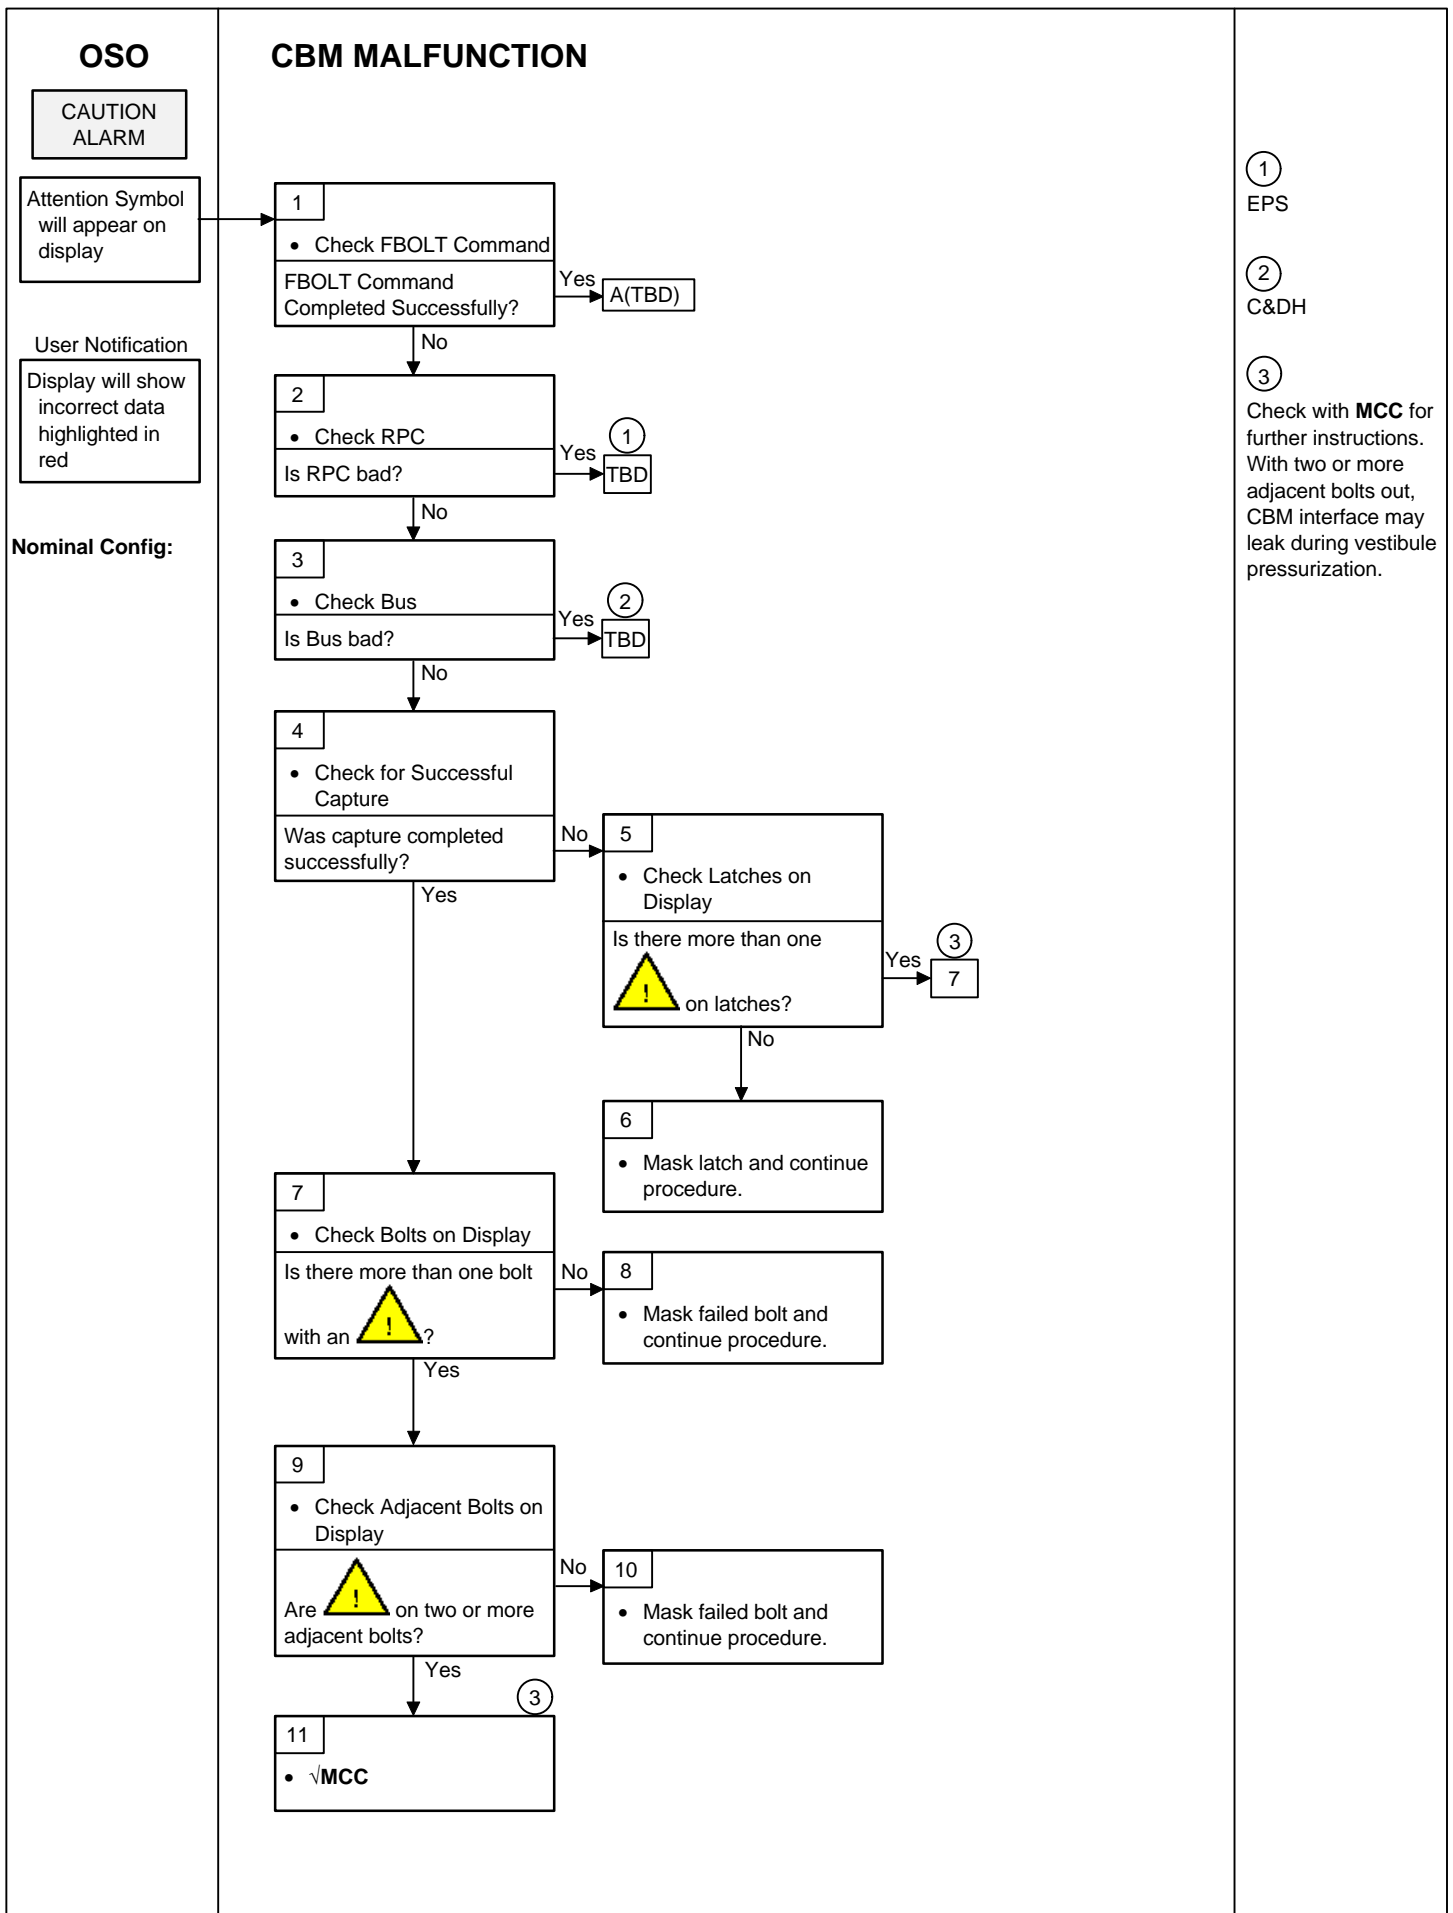 OSO
CBM MALFUNCTION
CAUTION
ALARM
Attention Symbol
will appear on
display
User Notification
Display will show
incorrect data
highlighted in
red
Nominal Config:
1
• Check FBOLT Command
FBOLT Command
Completed Successfully?
Yes
A(TBD)
No
2
• Check RPC
Is RPC bad?
Yes
1
TBD
No
3
• Check Bus
Is Bus bad?
Yes
2
TBD
No
4
• Check for Successful
Capture
Was capture completed
successfully?
No
Yes
5
• Check Latches on
Display
Is there more than one
! on latches?
Yes
3
7
No
6
• Mask latch and continue
procedure.
7
• Check Bolts on Display
Is there more than one bolt
with an ! ?
No
Yes
8
• Mask failed bolt and
continue procedure.
9
• Check Adjacent Bolts on
Display
Are ! on two or more
adjacent bolts?
No
Yes
10
• Mask failed bolt and
continue procedure.
3
11
• √MCC
1
EPS
2
C&DH
3
Check with MCC for
further instructions.
With two or more
adjacent bolts out,
CBM interface may
leak during vestibule
pressurization.